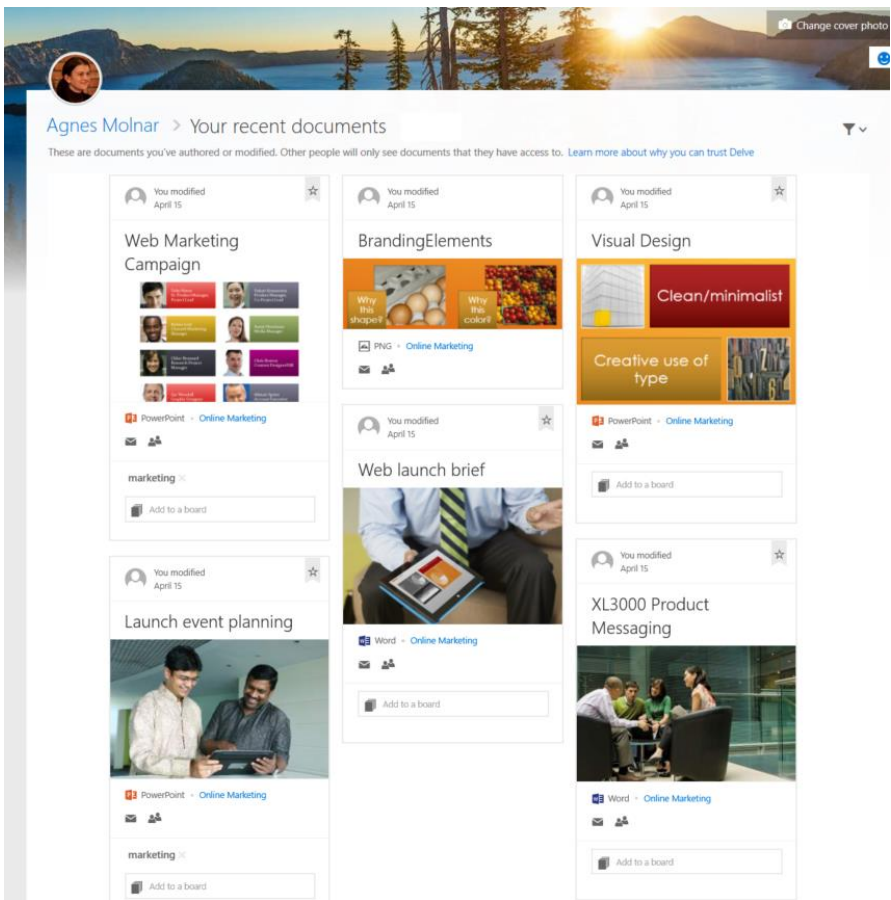 Change cover photo
Agnes Molnar > Your recent documents
These are documents you've authored or modified. Other people will only see documents that they have access to. Learn more about why you can trust Delve
You modified
April 15
Web Marketing
Campaign
PowerPoint • Online Marketing
marketing ×
Add to a board
You modified
April 15
Launch event planning
PowerPoint • Online Marketing
marketing ×
Add to a board
You modified
April 15
BrandingElements
Why
this
shape?
Why
this
color?
PNG • Online Marketing
You modified
April 15
Web launch brief
Word • Online Marketing
Add to a board
You modified
April 15
Visual Design
Clean/minimalist
Creative use of
type
PowerPoint • Online Marketing
Add to a board
You modified
April 15
XL3000 Product
Messaging
Word • Online Marketing
Add to a board